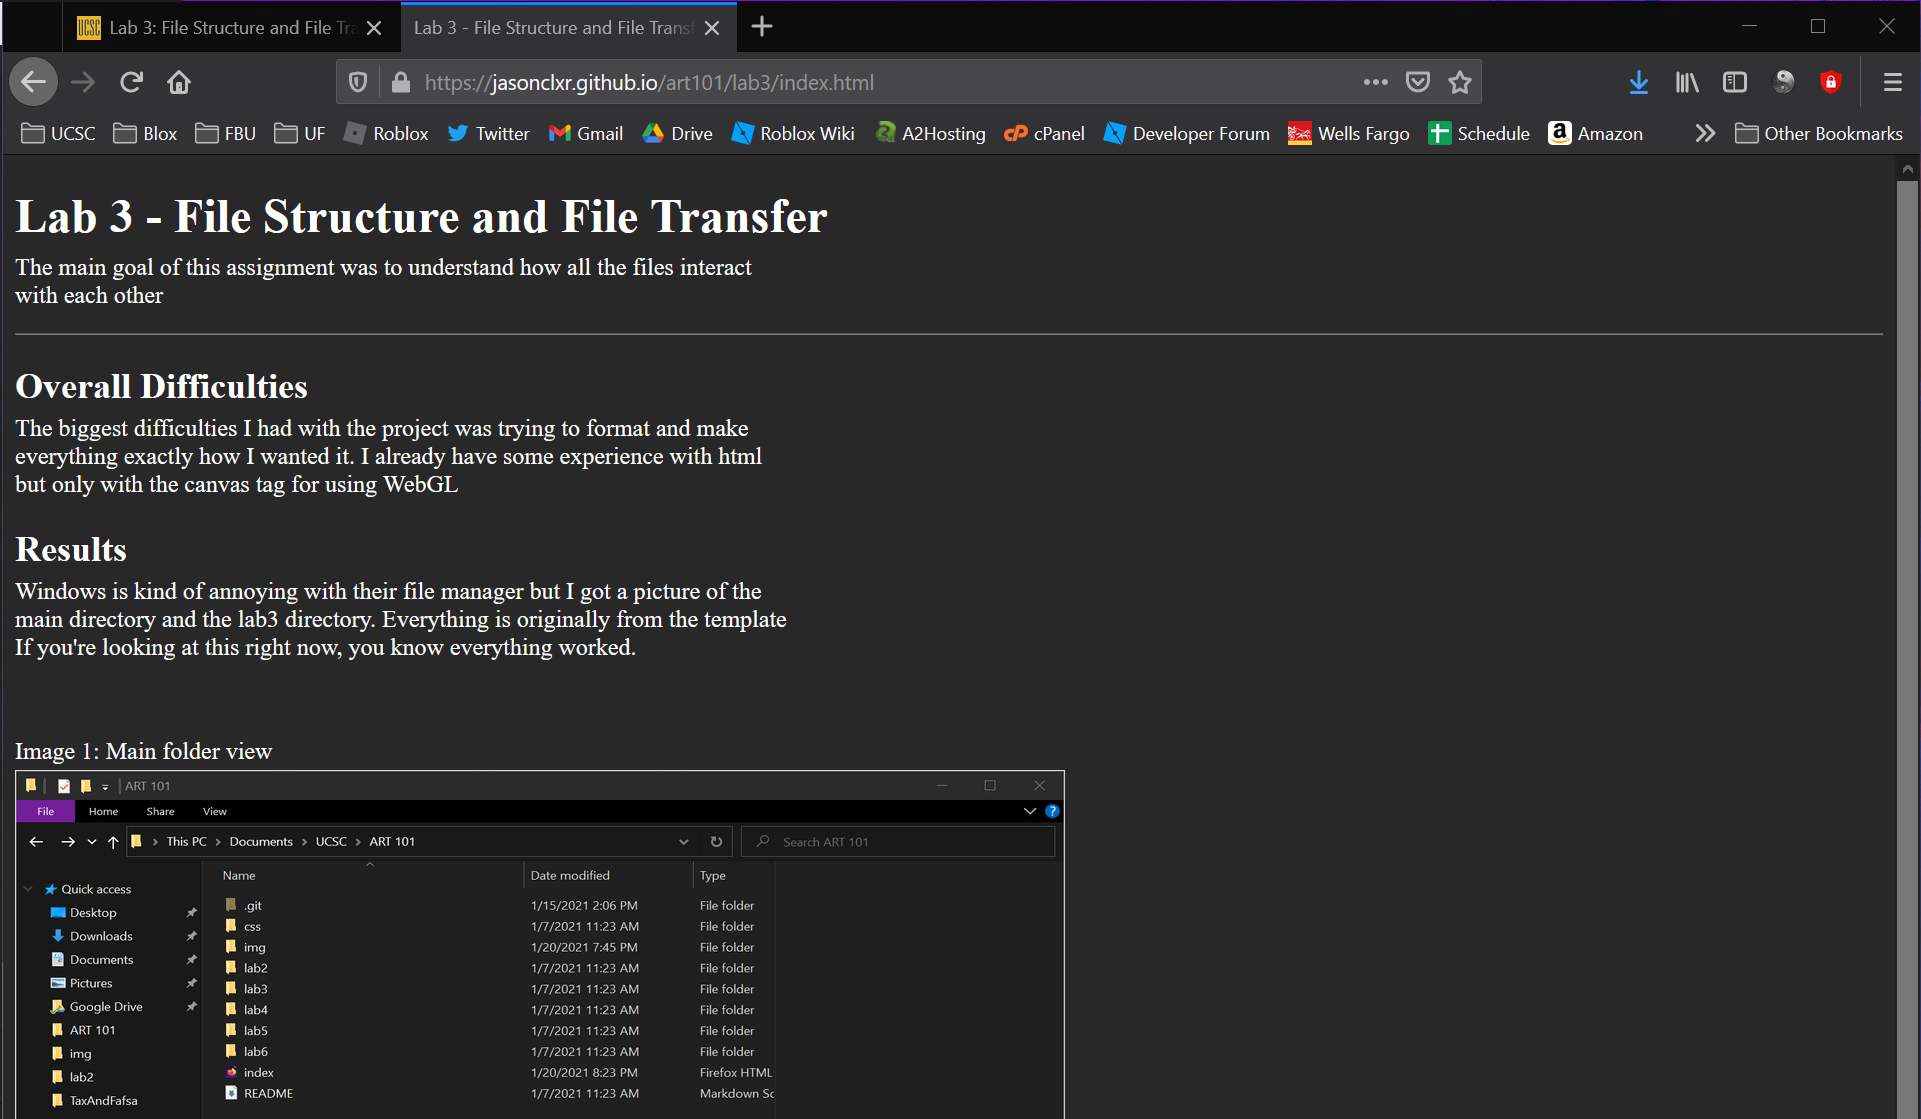 UCSC Lab 3: File Structure and File Tra
Lab 3 - File Structure and File Transf
https://jasonclxr.github.io/art101/lab3/index.html
UCSC Blox FBU UF Roblox Twitter Gmail Drive Roblox Wiki A2Hosting cP cPanel Developer Forum Wells Fargo Schedule a Amazon Other Bookmarks
Lab 3 - File Structure and File Transfer
The main goal of this assignment was to understand how all the files interact
with each other
Overall Difficulties
The biggest difficulties I had with the project was trying to format and make
everything exactly how I wanted it. I already have some experience with html
but only with the canvas tag for using WebGL
Results
Windows is kind of annoying with their file manager but I got a picture of the
main directory and the lab3 directory. Everything is originally from the template
If you're looking at this right now, you know everything worked.
Image 1: Main folder view
ART 101
File Home Share View
This PC Documents UCSC ART 101 Search ART 101
Name Date modified Type
Quick access
Desktop
Downloads
Documents
Pictures
Google Drive
ART 101
img
lab2
TaxAndFafsa
.git 1/15/2021 2:06 PM File folder
css 1/7/2021 11:23 AM File folder
img 1/20/2021 7:45 PM File folder
lab2 1/7/2021 11:23 AM File folder
lab3 1/7/2021 11:23 AM File folder
lab4 1/7/2021 11:23 AM File folder
lab5 1/7/2021 11:23 AM File folder
lab6 1/7/2021 11:23 AM File folder
index 1/20/2021 8:23 PM Firefox HTML
README 1/7/2021 11:23 AM Markdown Sc